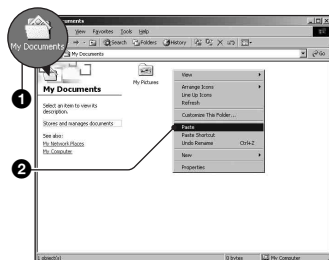 My Documents
View Favorites Tools Help
Search Folders History
My Documents
Go
My Documents
Select an item to view its
description.
Stores and manages documents
See also:
My Network Places
My Computer
My Pictures
View
Arrange Icons
Line Up Icons
Refresh
Customize This Folder...
Paste
Paste Shortcut
Undo Rename Ctrl+Z
New
Properties
1
2
1 object(s)
0 bytes
My Computer